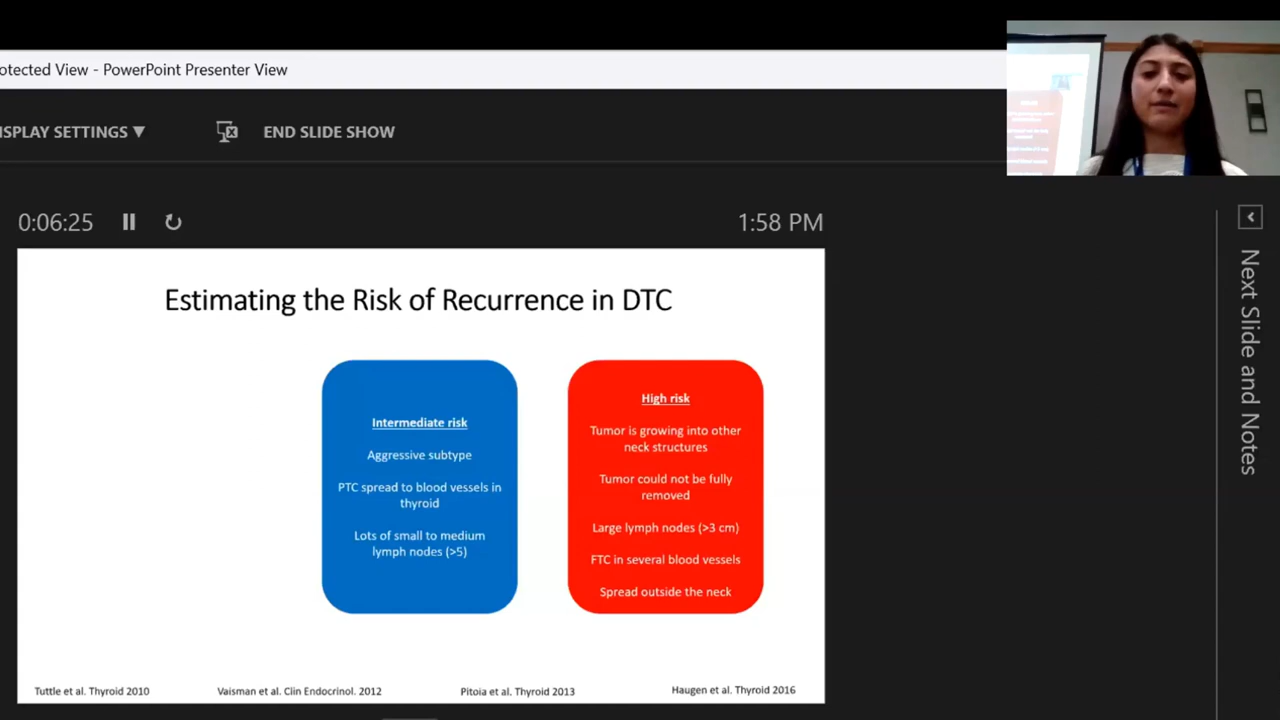 otected View - PowerPoint Presenter View
ISPLAY SETTINGS ▼
END SLIDE SHOW
0:06:25
1:58 PM
Next Slide and Notes
Estimating the Risk of Recurrence in DTC
Intermediate risk
Aggressive subtype
PTC spread to blood vessels in
thyroid
Lots of small to medium
lymph nodes (>5)
High risk
Tumor is growing into other
neck structures
Tumor could not be fully
removed
Large lymph nodes (>3 cm)
FTC in several blood vessels
Spread outside the neck
Tuttle et al. Thyroid 2010
Vaisman et al. Clin Endocrinol. 2012
Pitoia et al. Thyroid 2013
Haugen et al. Thyroid 2016